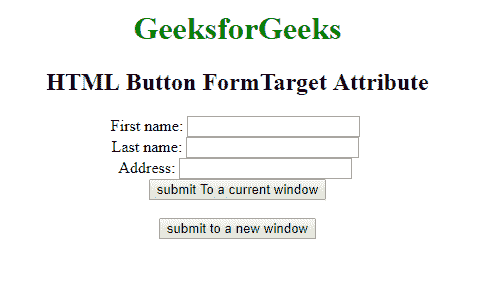 GeeksforGeeks
HTML Button FormTarget Attribute
First name:
Last name:
Address:
submit To a current window
submit to a new window